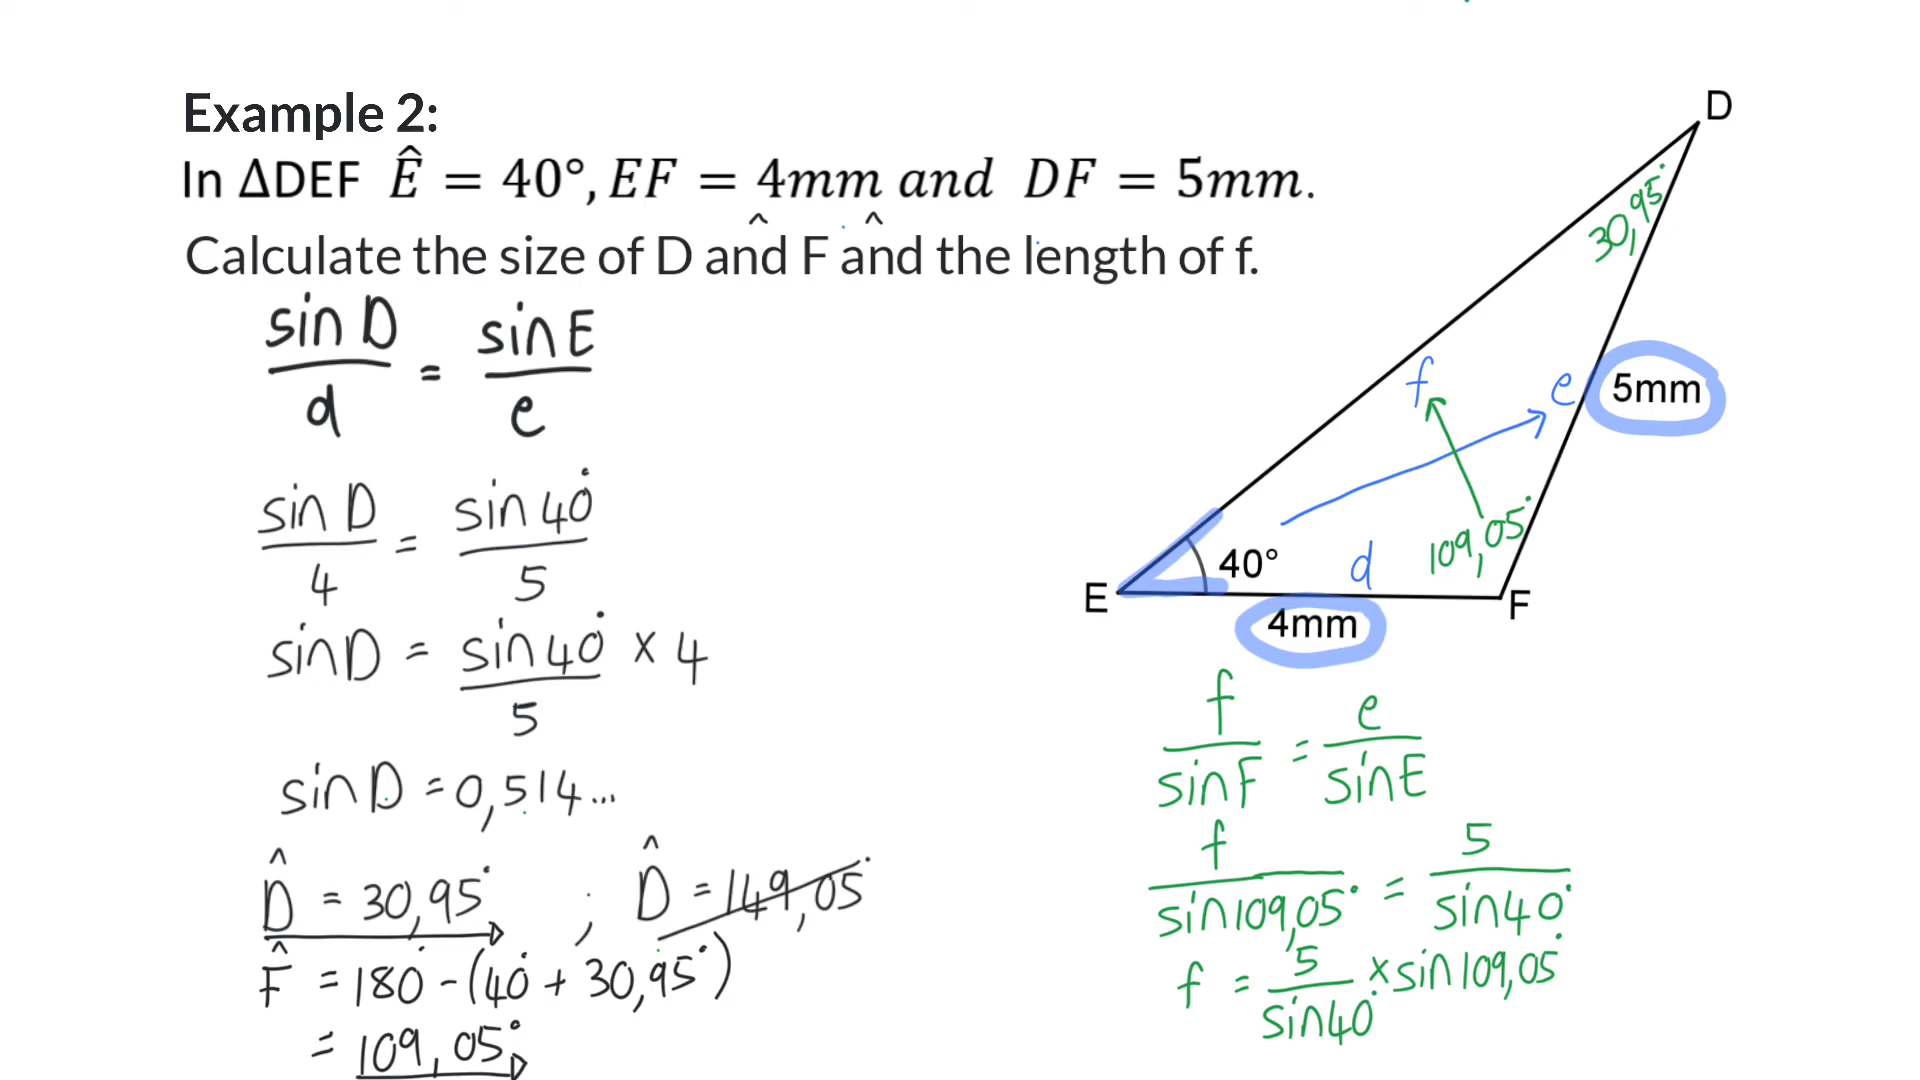 Example 2:
In ΔDEF Ê = 40°, EF = 4mm and DF = 5mm.
Calculate the size of D̂ and F̂ and the length of f.
sin D / d = sin E / e
sin D / 4 = sin 40° / 5
sin D = sin 40° / 5 × 4
sin D = 0,514...
D̂ = 30,95° ; D̂ = 149,05°
F̂ = 180° - (40° + 30,95°)
= 109,05°
D
30,95°
f
e
5mm
40°
d
109,05°
E
F
4mm
f / sin F = e / sin E
f / sin 109,05° = 5 / sin 40°
f = 5 / sin 40° × sin 109,05°